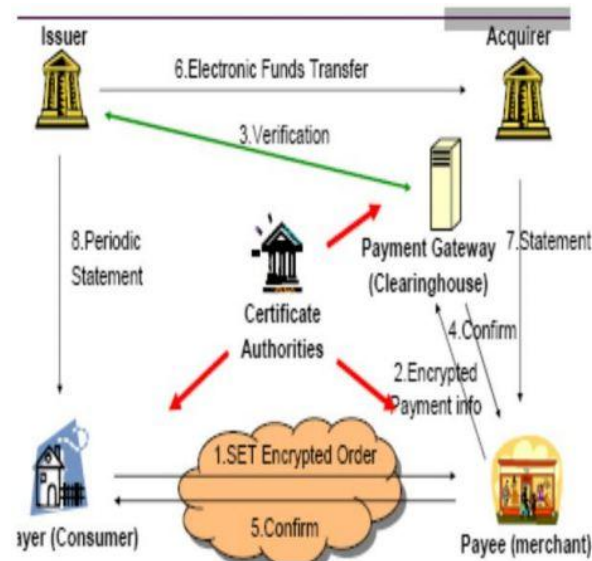 Issuer
Acquirer
6.Electronic Funds Transfer
3.Verification
8.Periodic
Statement
Payment Gateway
(Clearinghouse)
7.Statement
Certificate
Authorities
4.Confirm
2.Encrypted
Payment info
1.SET Encrypted Order
5.Confirm
ayer (Consumer)
Payee (merchant)